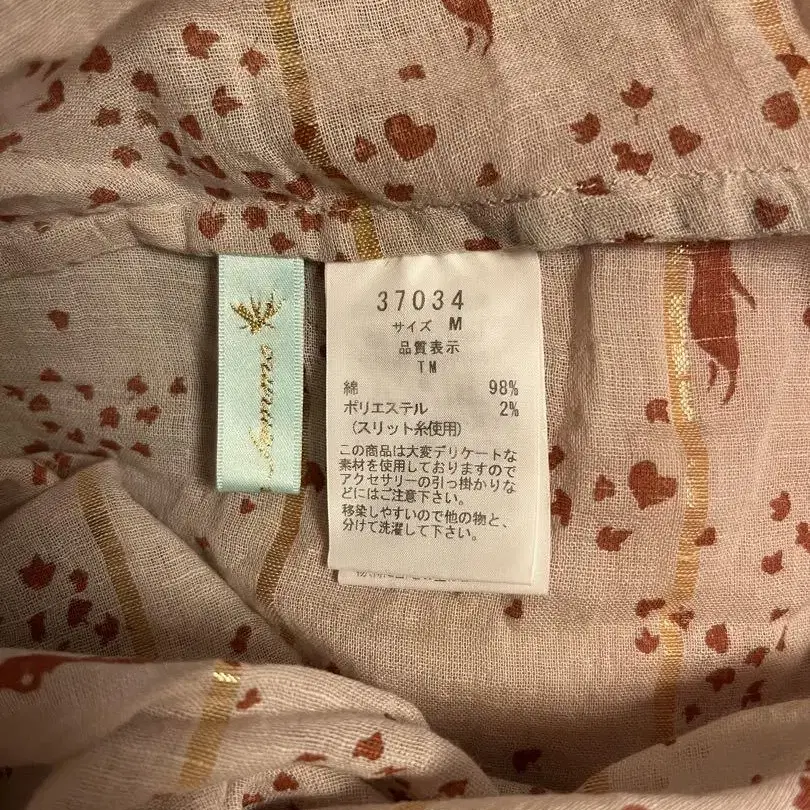 37034
サイズ M
品質表示
TM
綿 98%
ポリエステル 2%
(スリット糸使用)
この商品は大変デリケートな
素材を使用しておりますので
アクセサリーの引っ掛かりな
どにはご注意下さい。
移染しやすいので他の物と、
分けて洗濯して下さい。